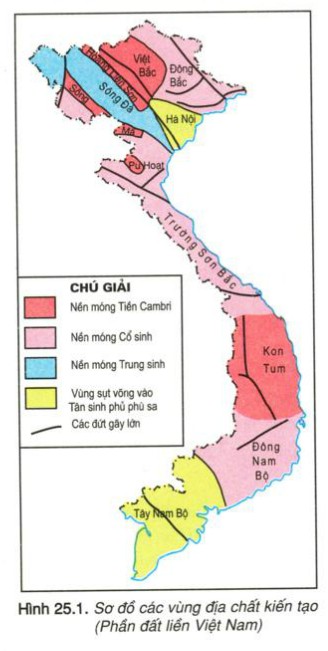 Việt
Bắc
Đông
Bắc
Hoàng Liên Sơn
Sông Đà
Sông
Mã
Hà Nội
Pu Hoạt
Trường Sơn Bắc
CHÚ GIẢI
Nền móng Tiền Cambri
Nền móng Cổ sinh
Nền móng Trung sinh
Vùng sụt võng vào
Tân sinh phủ phù sa
Các đứt gãy lớn
Kon
Tum
Đông
Nam
Bộ
Tây Nam Bộ
Hình 25.1. Sơ đồ các vùng địa chất kiến tạo
(Phần đất liền Việt Nam)